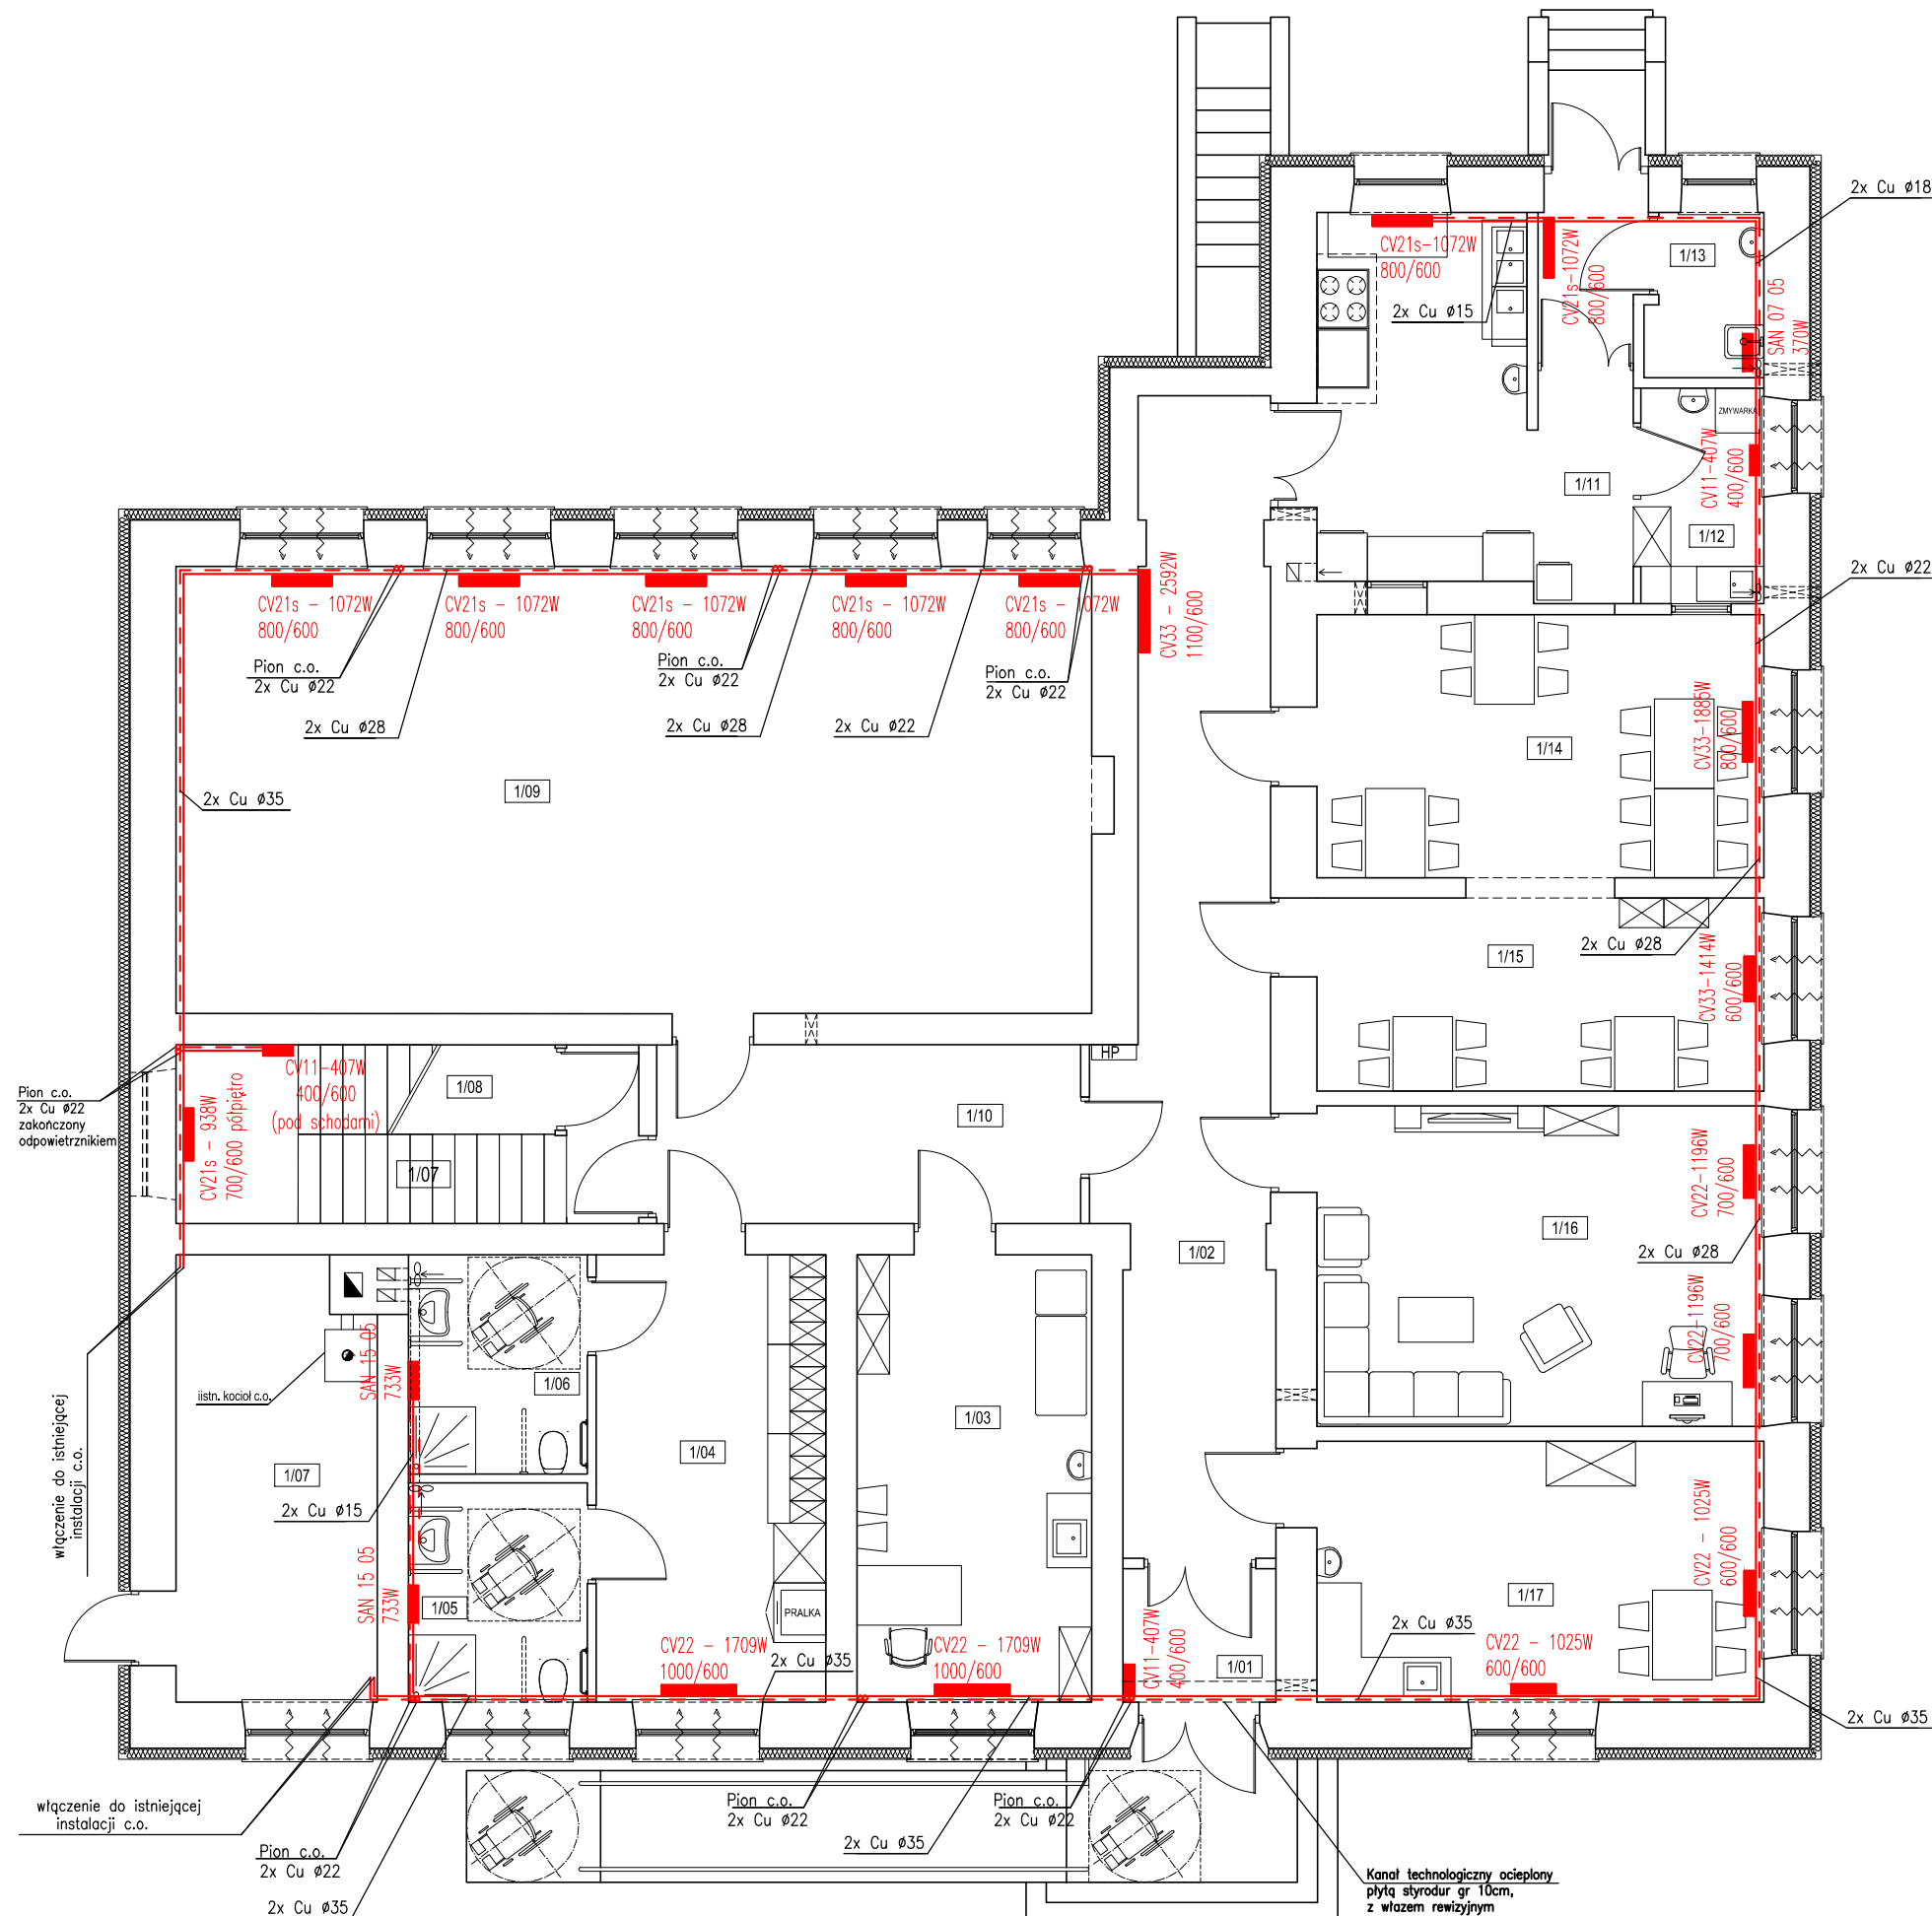 2x Cu ø18
CV21s-1072W
800/600
2x Cu ø15
CV21s-1072W
800/600
1/13
SAN 07 05
370W
ZMYWARKA
CV11-407W
400/600
1/11
1/12
2x Cu ø22
CV21s - 1072W
800/600
CV21s - 1072W
800/600
CV21s - 1072W
800/600
CV21s - 1072W
800/600
CV21s - 1072W
800/600
CV33 - 2592W
1100/600
Pion c.o.
2x Cu ø22
Pion c.o.
2x Cu ø22
Pion c.o.
2x Cu ø22
2x Cu ø28
2x Cu ø28
2x Cu ø22
2x Cu ø35
1/09
1/14
CV33-1885W
800/600
2x Cu ø28
1/15
CV33-1414W
600/600
HP
Pion c.o.
2x Cu ø22
zakończony
odpowietrznikiem
CV21s - 938W
700/600 półpiętro
CV11-407W
400/600
(pod schodami)
1/08
1/07
1/10
1/02
1/16
CV22-1196W
700/600
2x Cu ø28
CV22-1196W
700/600
włączenie do istniejącej
instalacji c.o.
iistn. kocioł c.o.
SAN 15 05
733W
1/06
1/04
1/03
1/07
2x Cu ø15
SAN 15 05
733W
1/05
PRALKA
CV22 - 1709W
1000/600
2x Cu ø35
CV22 - 1709W
1000/600
CV11-407W
400/600
1/01
1/17
2x Cu ø35
CV22 - 1025W
600/600
CV22 - 1025W
600/600
2x Cu ø35
włączenie do istniejącej
instalacji c.o.
Pion c.o.
2x Cu ø22
2x Cu ø35
Pion c.o.
2x Cu ø22
2x Cu ø35
Pion c.o.
2x Cu ø22
Kanał technologiczny ocieplony
płytą styrodur gr 10cm,
z włazem rewizyjnym